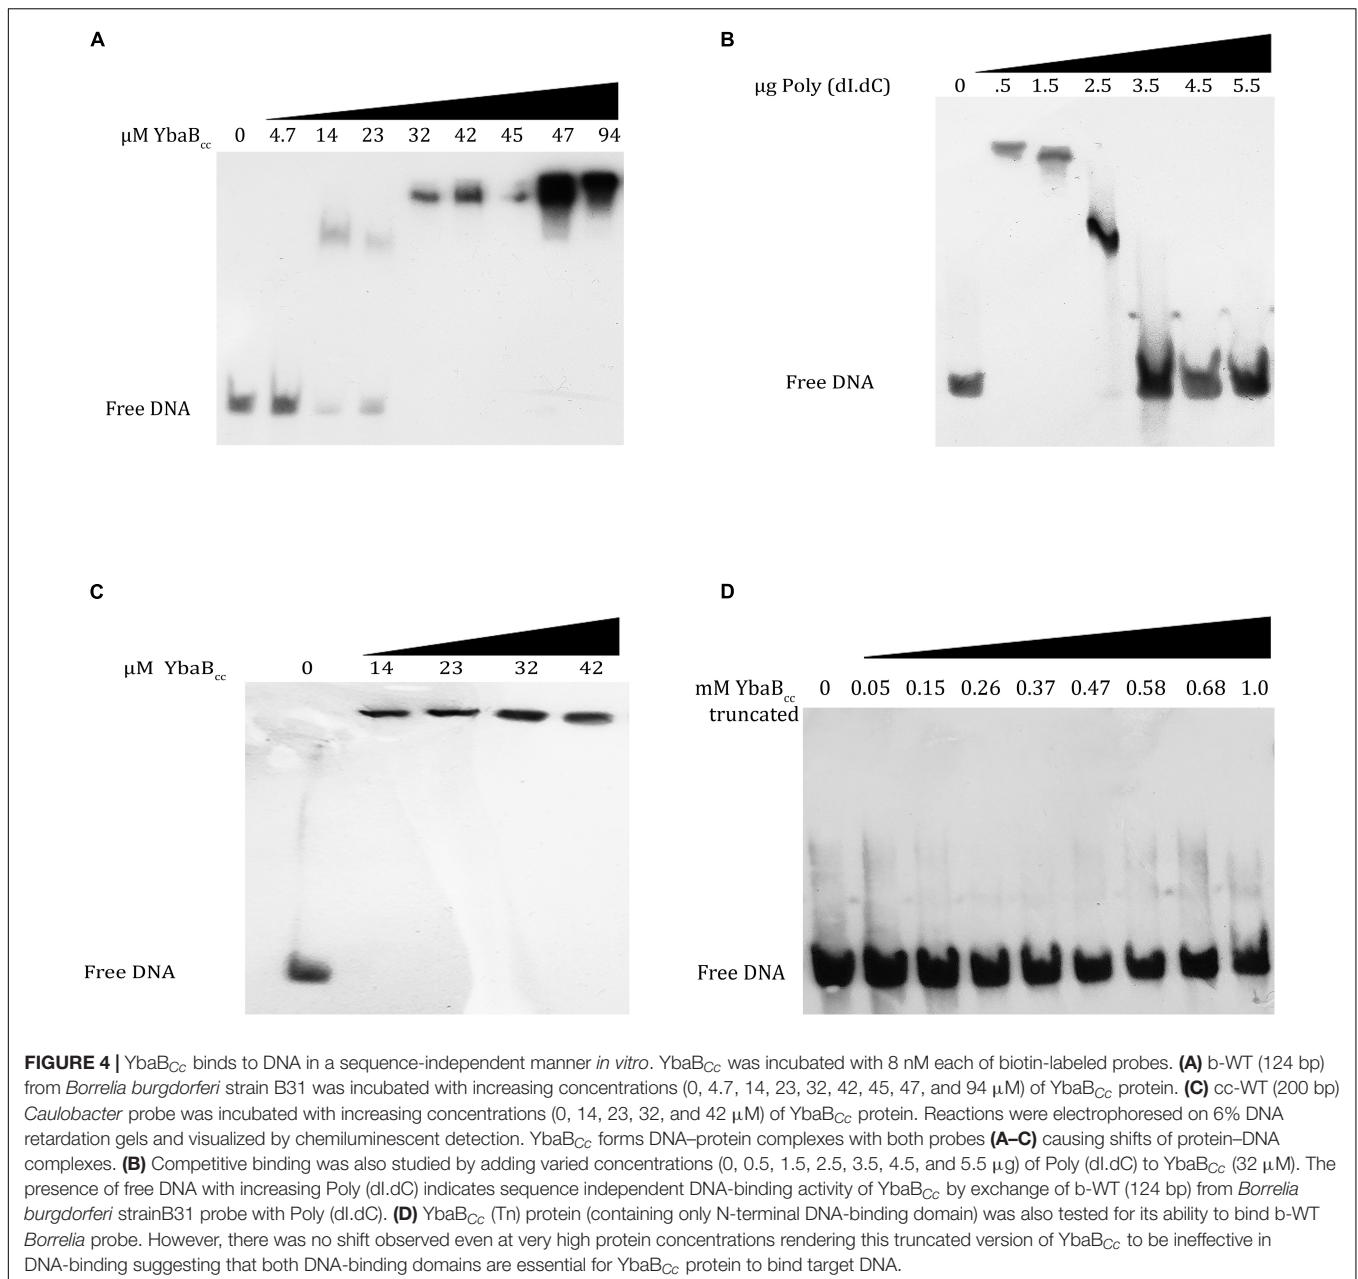 A
µM YbaBcc 0 4.7 14 23 32 42 45 47 94
Free DNA
B
µg Poly (dI.dC) 0 .5 1.5 2.5 3.5 4.5 5.5
Free DNA
C
µM YbaBcc 0 14 23 32 42
Free DNA
D
mM YbaBcc 0 0.05 0.15 0.26 0.37 0.47 0.58 0.68 1.0
truncated
Free DNA
FIGURE 4 | YbaBCc binds to DNA in a sequence-independent manner in vitro. YbaBCc was incubated with 8 nM each of biotin-labeled probes. (A) b-WT (124 bp)
from Borrelia burgdorferi strain B31 was incubated with increasing concentrations (0, 4.7, 14, 23, 32, 42, 45, 47, and 94 µM) of YbaBCc protein. (C) cc-WT (200 bp)
Caulobacter probe was incubated with increasing concentrations (0, 14, 23, 32, and 42 µM) of YbaBCc protein. Reactions were electrophoresed on 6% DNA
retardation gels and visualized by chemiluminescent detection. YbaBCc forms DNA–protein complexes with both probes (A–C) causing shifts of protein–DNA
complexes. (B) Competitive binding was also studied by adding varied concentrations (0, 0.5, 1.5, 2.5, 3.5, 4.5, and 5.5 µg) of Poly (dI.dC) to YbaBCc (32 µM). The
presence of free DNA with increasing Poly (dI.dC) indicates sequence independent DNA-binding activity of YbaBCc by exchange of b-WT (124 bp) from Borrelia
burgdorferi strainB31 probe with Poly (dI.dC). (D) YbaBCc (Tn) protein (containing only N-terminal DNA-binding domain) was also tested for its ability to bind b-WT
Borrelia probe. However, there was no shift observed even at very high protein concentrations rendering this truncated version of YbaBCc to be ineffective in
DNA-binding suggesting that both DNA-binding domains are essential for YbaBCc protein to bind target DNA.